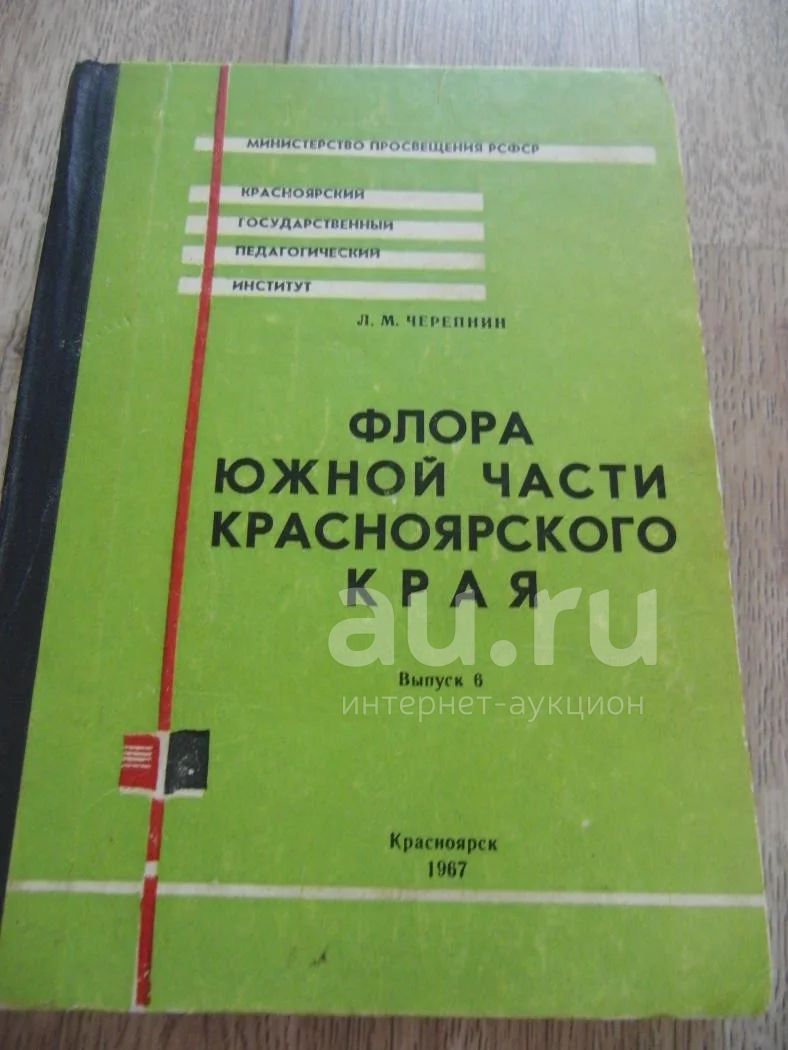 МИНИСТЕРСТВО ПРОСВЕЩЕНИЯ РСФСР
КРАСНОЯРСКИЙ
ГОСУДАРСТВЕННЫЙ
ПЕДАГОГИЧЕСКИЙ
ИНСТИТУТ
Л. М. ЧЕРЕПНИН
ФЛОРА
ЮЖНОЙ ЧАСТИ
КРАСНОЯРСКОГО
КРАЯ
au.ru
Выпуск 6
интернет-аукцион
Красноярск
1967